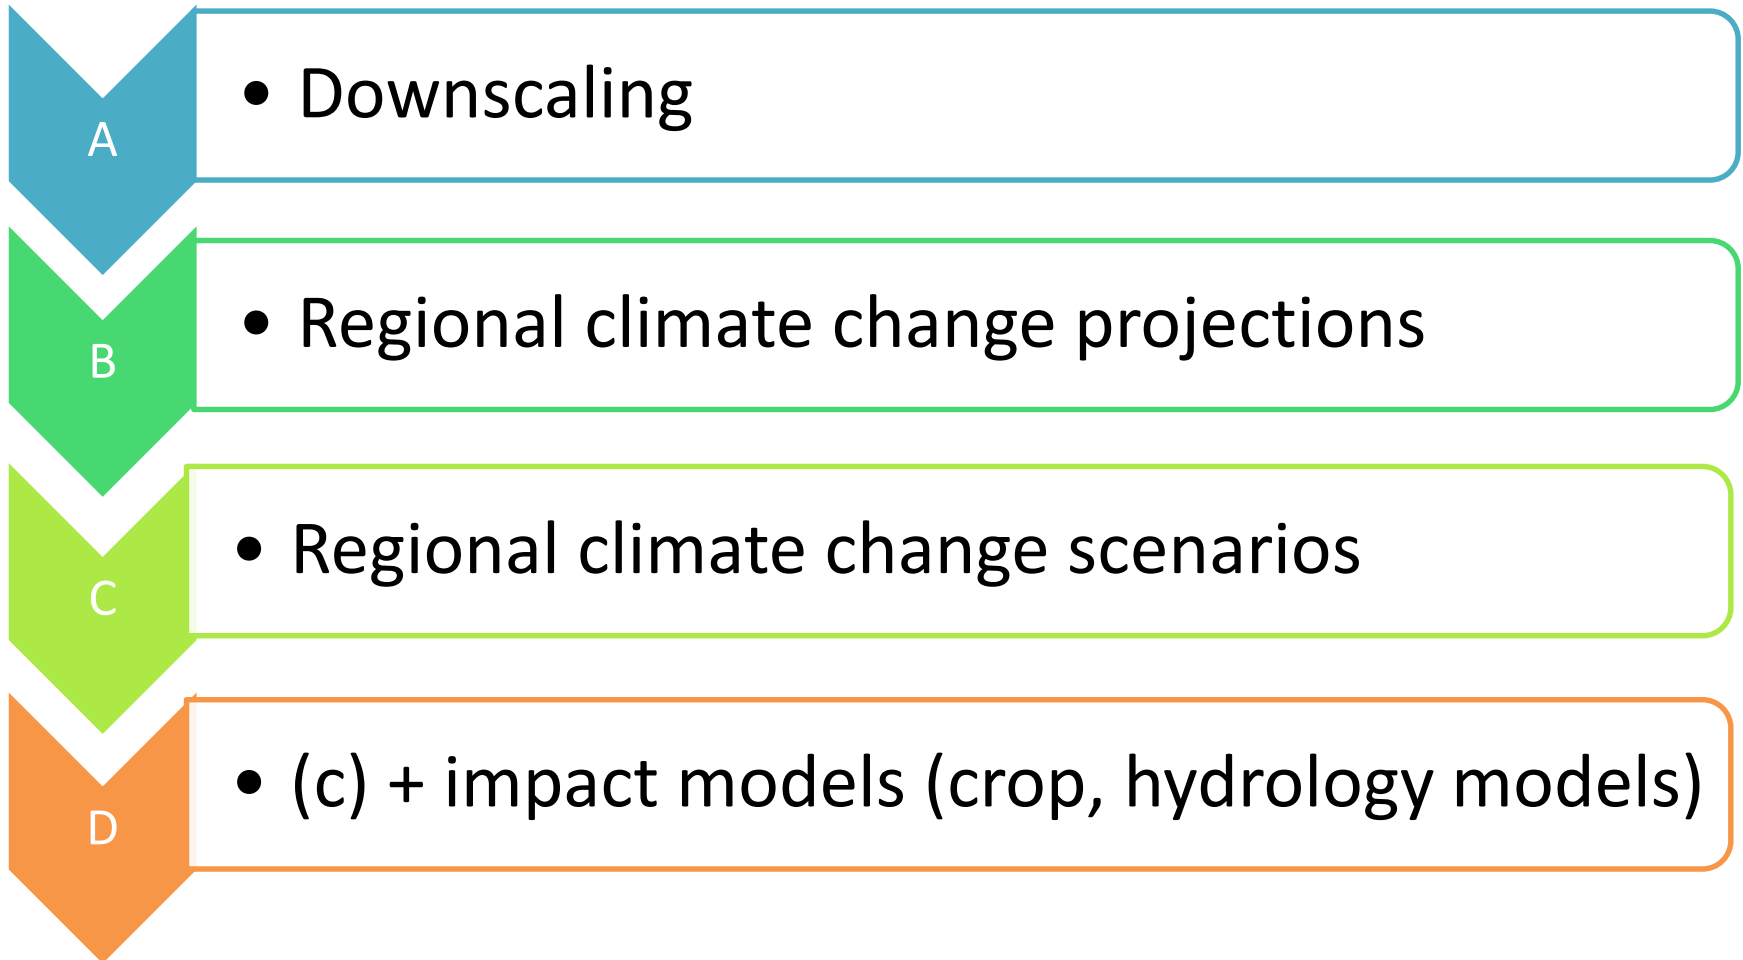 A
• Downscaling
B
• Regional climate change projections
C
• Regional climate change scenarios
D
• (c) + impact models (crop, hydrology models)